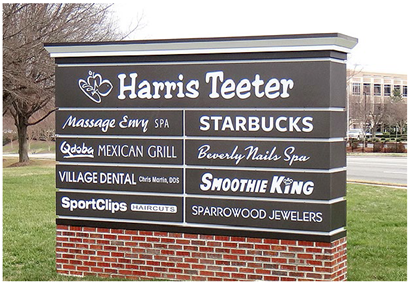 Harris Teeter
Massage Envy SPA
STARBUCKS
Qdoba MEXICAN GRILL
Beverly Nails Spa
VILLAGE DENTAL Chris Martin, DDS
SMOOTHIE KING
SportClips HAIRCUTS
SPARROWOOD JEWELERS